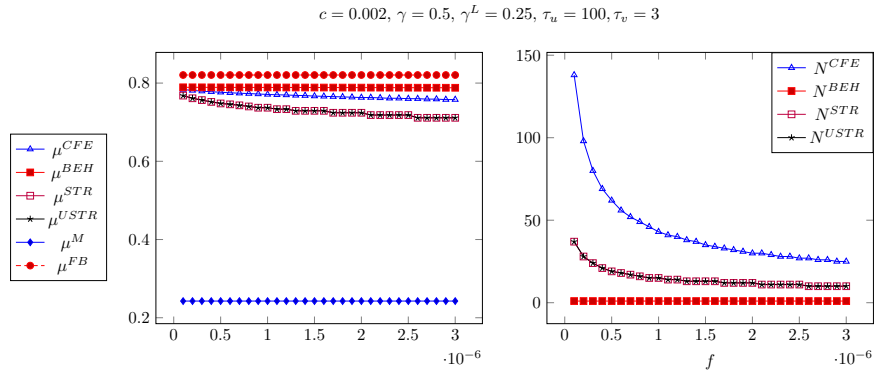 c = 0.002, γ = 0.5, γ^L = 0.25, τ_u = 100, τ_v = 3
μ^{CFE}
μ^{BEH}
μ^{STR}
μ^{USTR}
μ^M
μ^{FB}
0.8
0.6
0.4
0.2
0 0.5 1 1.5 2 2.5 3
·10^{-6}
150
100
50
0
0 0.5 1 1.5 2 2.5 3
·10^{-6}
f
N^{CFE}
N^{BEH}
N^{STR}
N^{USTR}